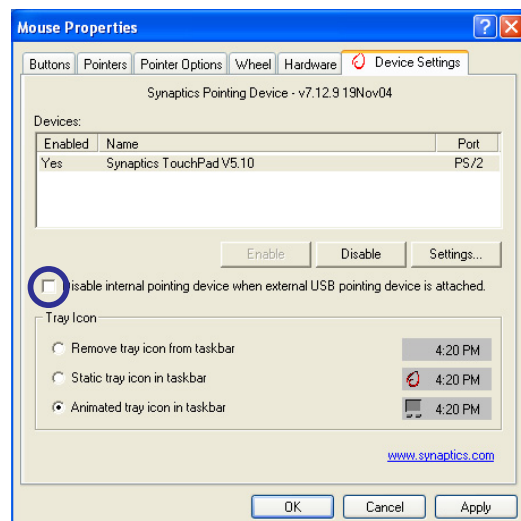 Mouse Properties
Buttons Pointers Pointer Options Wheel Hardware Device Settings
Synaptics Pointing Device - v7.12.9 19Nov04
Devices:
Enabled Name Port
Yes Synaptics TouchPad V5.10 PS/2
Enable Disable Settings...
isable internal pointing device when external USB pointing device is attached.
Tray Icon
Remove tray icon from taskbar 4:20 PM
Static tray icon in taskbar 4:20 PM
Animated tray icon in taskbar 4:20 PM
www.synaptics.com
OK Cancel Apply